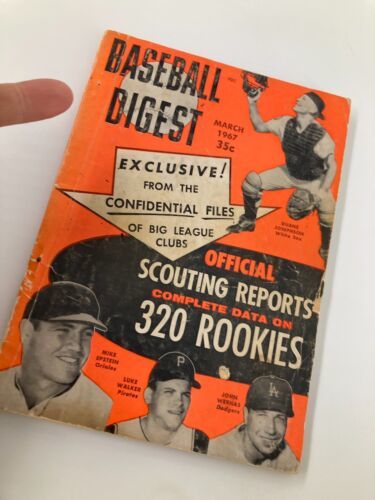 BASEBALL
DIGEST
MARCH
1967
35c
DUANE
JOSEPHSON
White Sox
EXCLUSIVE!
FROM THE
CONFIDENTIAL FILES
OF BIG LEAGUE
CLUBS
OFFICIAL
SCOUTING REPORTS
COMPLETE DATA ON
320 ROOKIES
MIKE
EPSTEIN
Orioles
P
LUKE
WALKER
Pirates
LA
JOHN
WERHAS
Dodgers